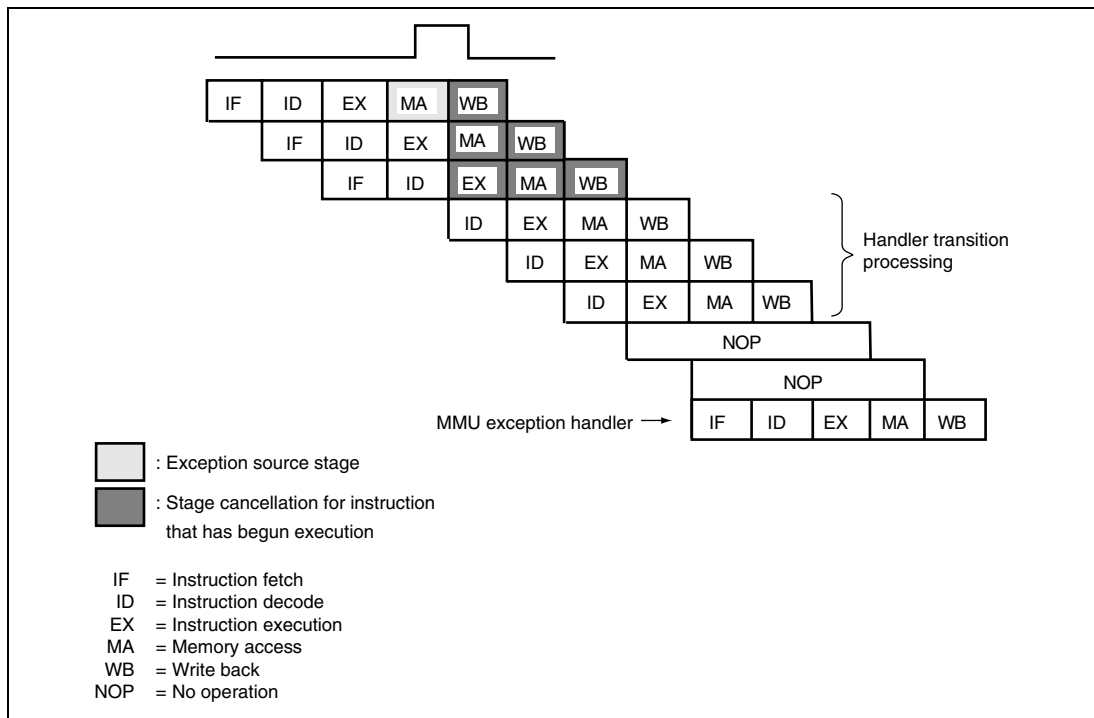 IF ID EX MA WB
IF ID EX MA WB
IF ID EX MA WB
ID EX MA WB
ID EX MA WB
ID EX MA WB
Handler transition
processing
NOP
NOP
MMU exception handler → IF ID EX MA WB
: Exception source stage
: Stage cancellation for instruction
that has begun execution
IF = Instruction fetch
ID = Instruction decode
EX = Instruction execution
MA = Memory access
WB = Write back
NOP = No operation